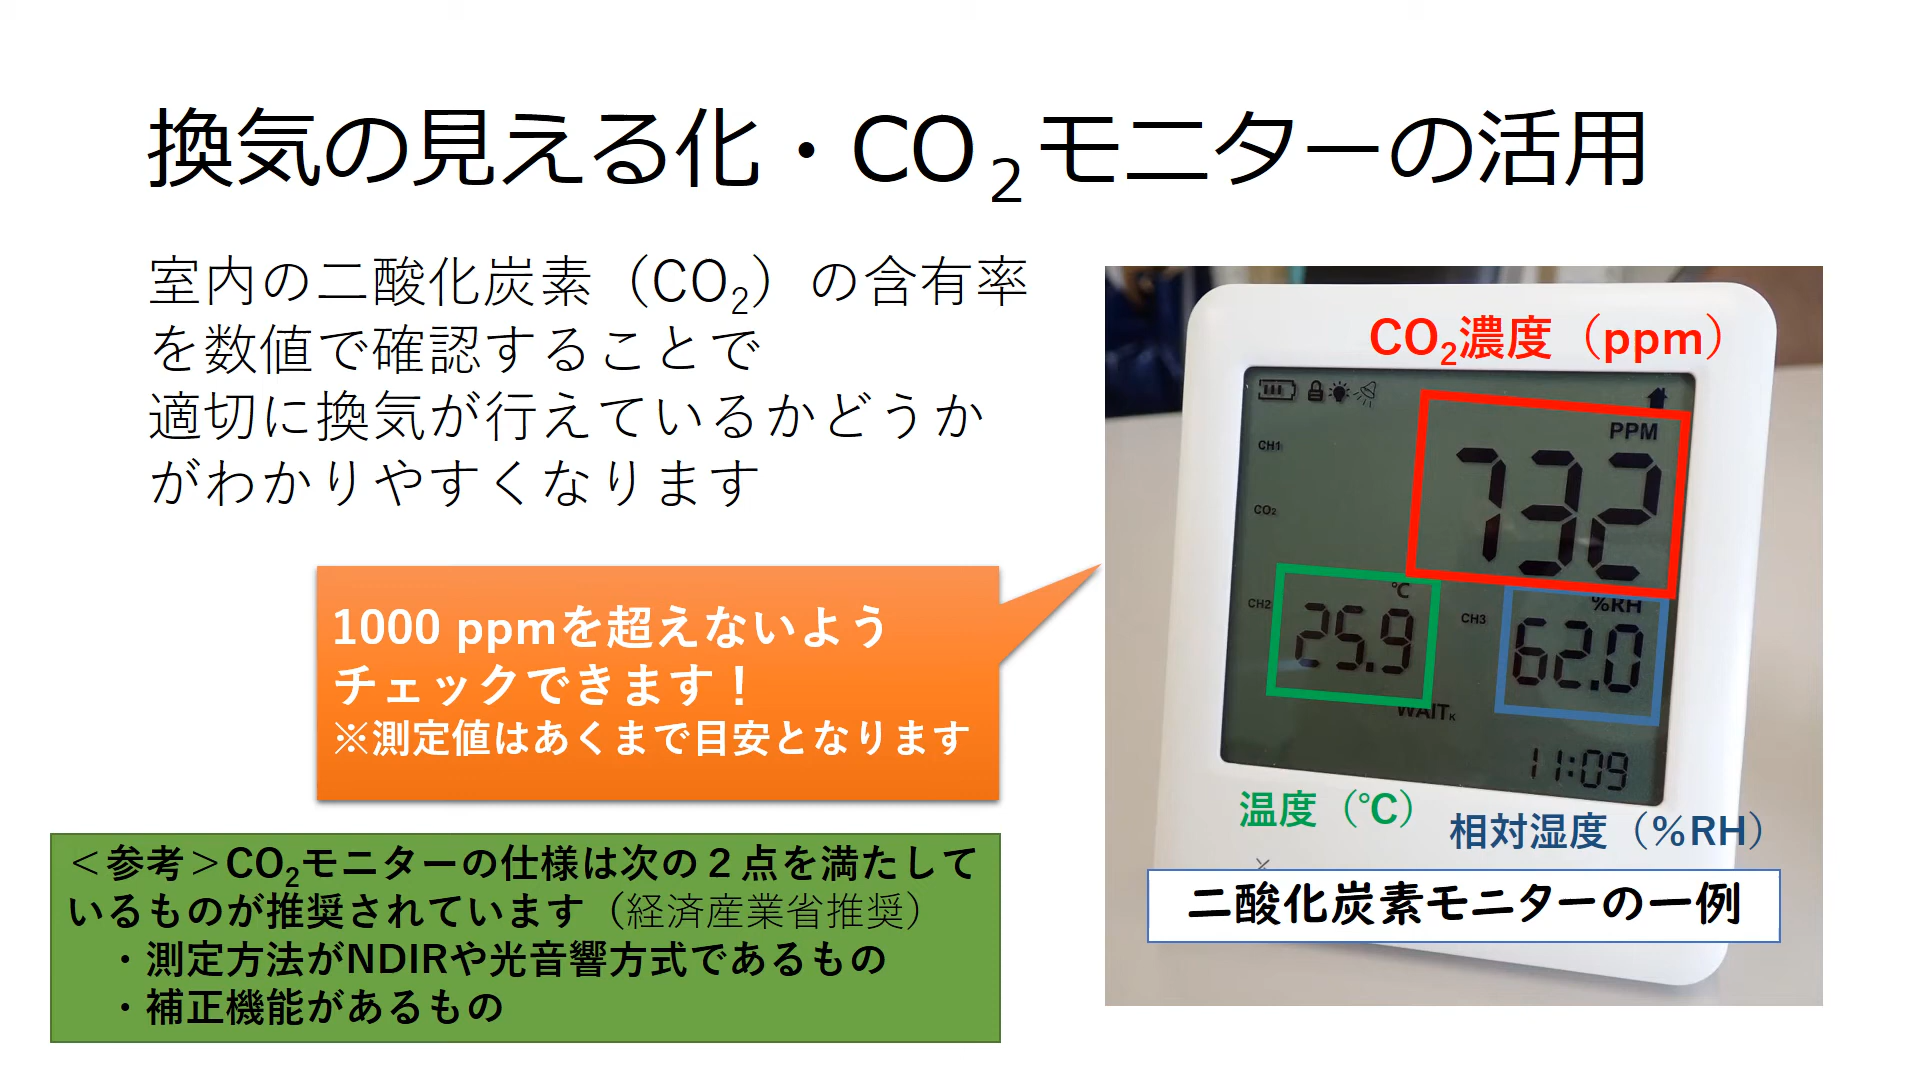 換気の見える化・CO₂モニターの活用
室内の二酸化炭素（CO₂）の含有率
を数値で確認することで
適切に換気が行えているかどうか
がわかりやすくなります
1000 ppmを超えないよう
チェックできます！
※測定値はあくまで目安となります
＜参考＞CO₂モニターの仕様は次の２点を満たして
いるものが推奨されています（経済産業省推奨）
・測定方法がNDIRや光音響方式であるもの
・補正機能があるもの
CO₂濃度（ppm）
PPM
CH1
732
CO₂
℃
%RH
CH2
25.9
CH3
62.0
WAIT K
11:09
温度（℃）
相対湿度（％RH）
二酸化炭素モニターの一例